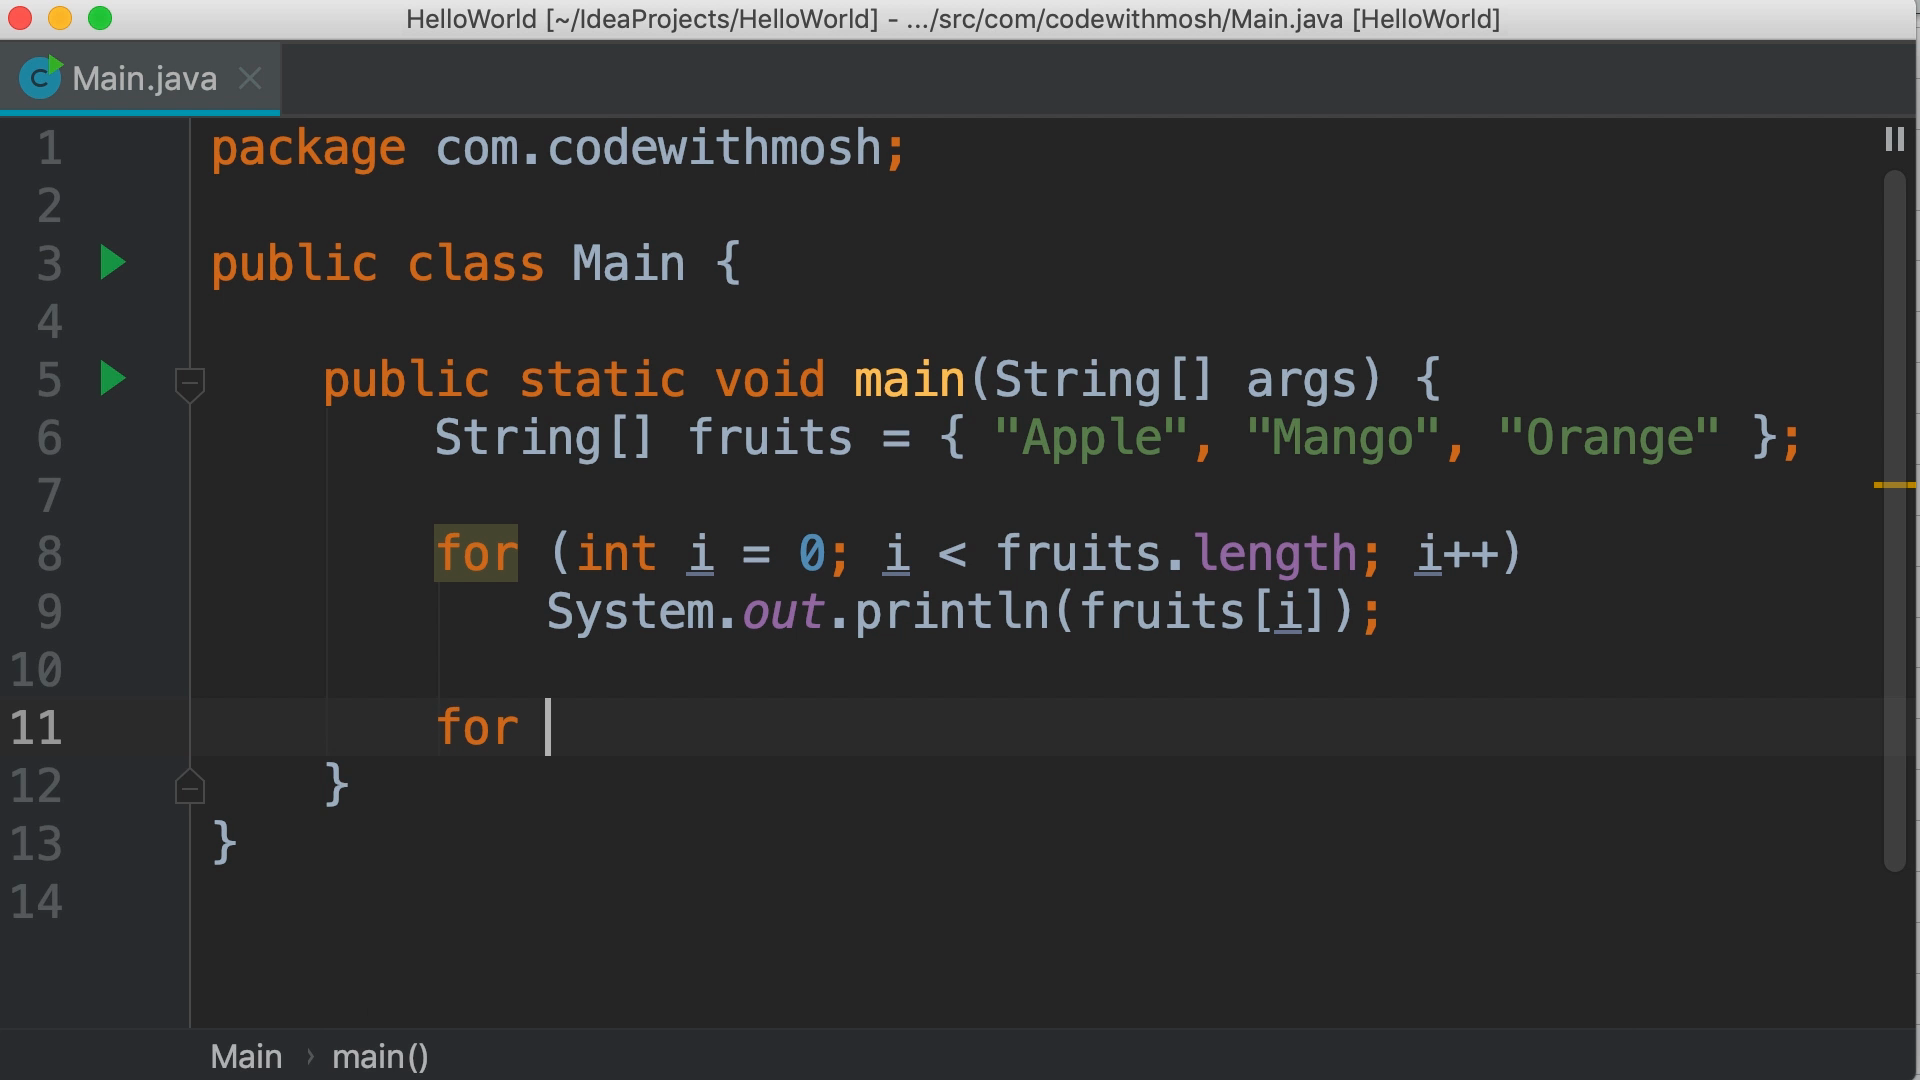 HelloWorld [~/IdeaProjects/HelloWorld] - .../src/com/codewithmosh/Main.java [HelloWorld]
C Main.java
1 package com.codewithmosh;
2
3 public class Main {
4
5 public static void main(String[] args) {
6 String[] fruits = { "Apple", "Mango", "Orange" };
7
8 for (int i = 0; i < fruits.length; i++)
9 System.out.println(fruits[i]);
10
11 for
12 }
13 }
14
Main › main()